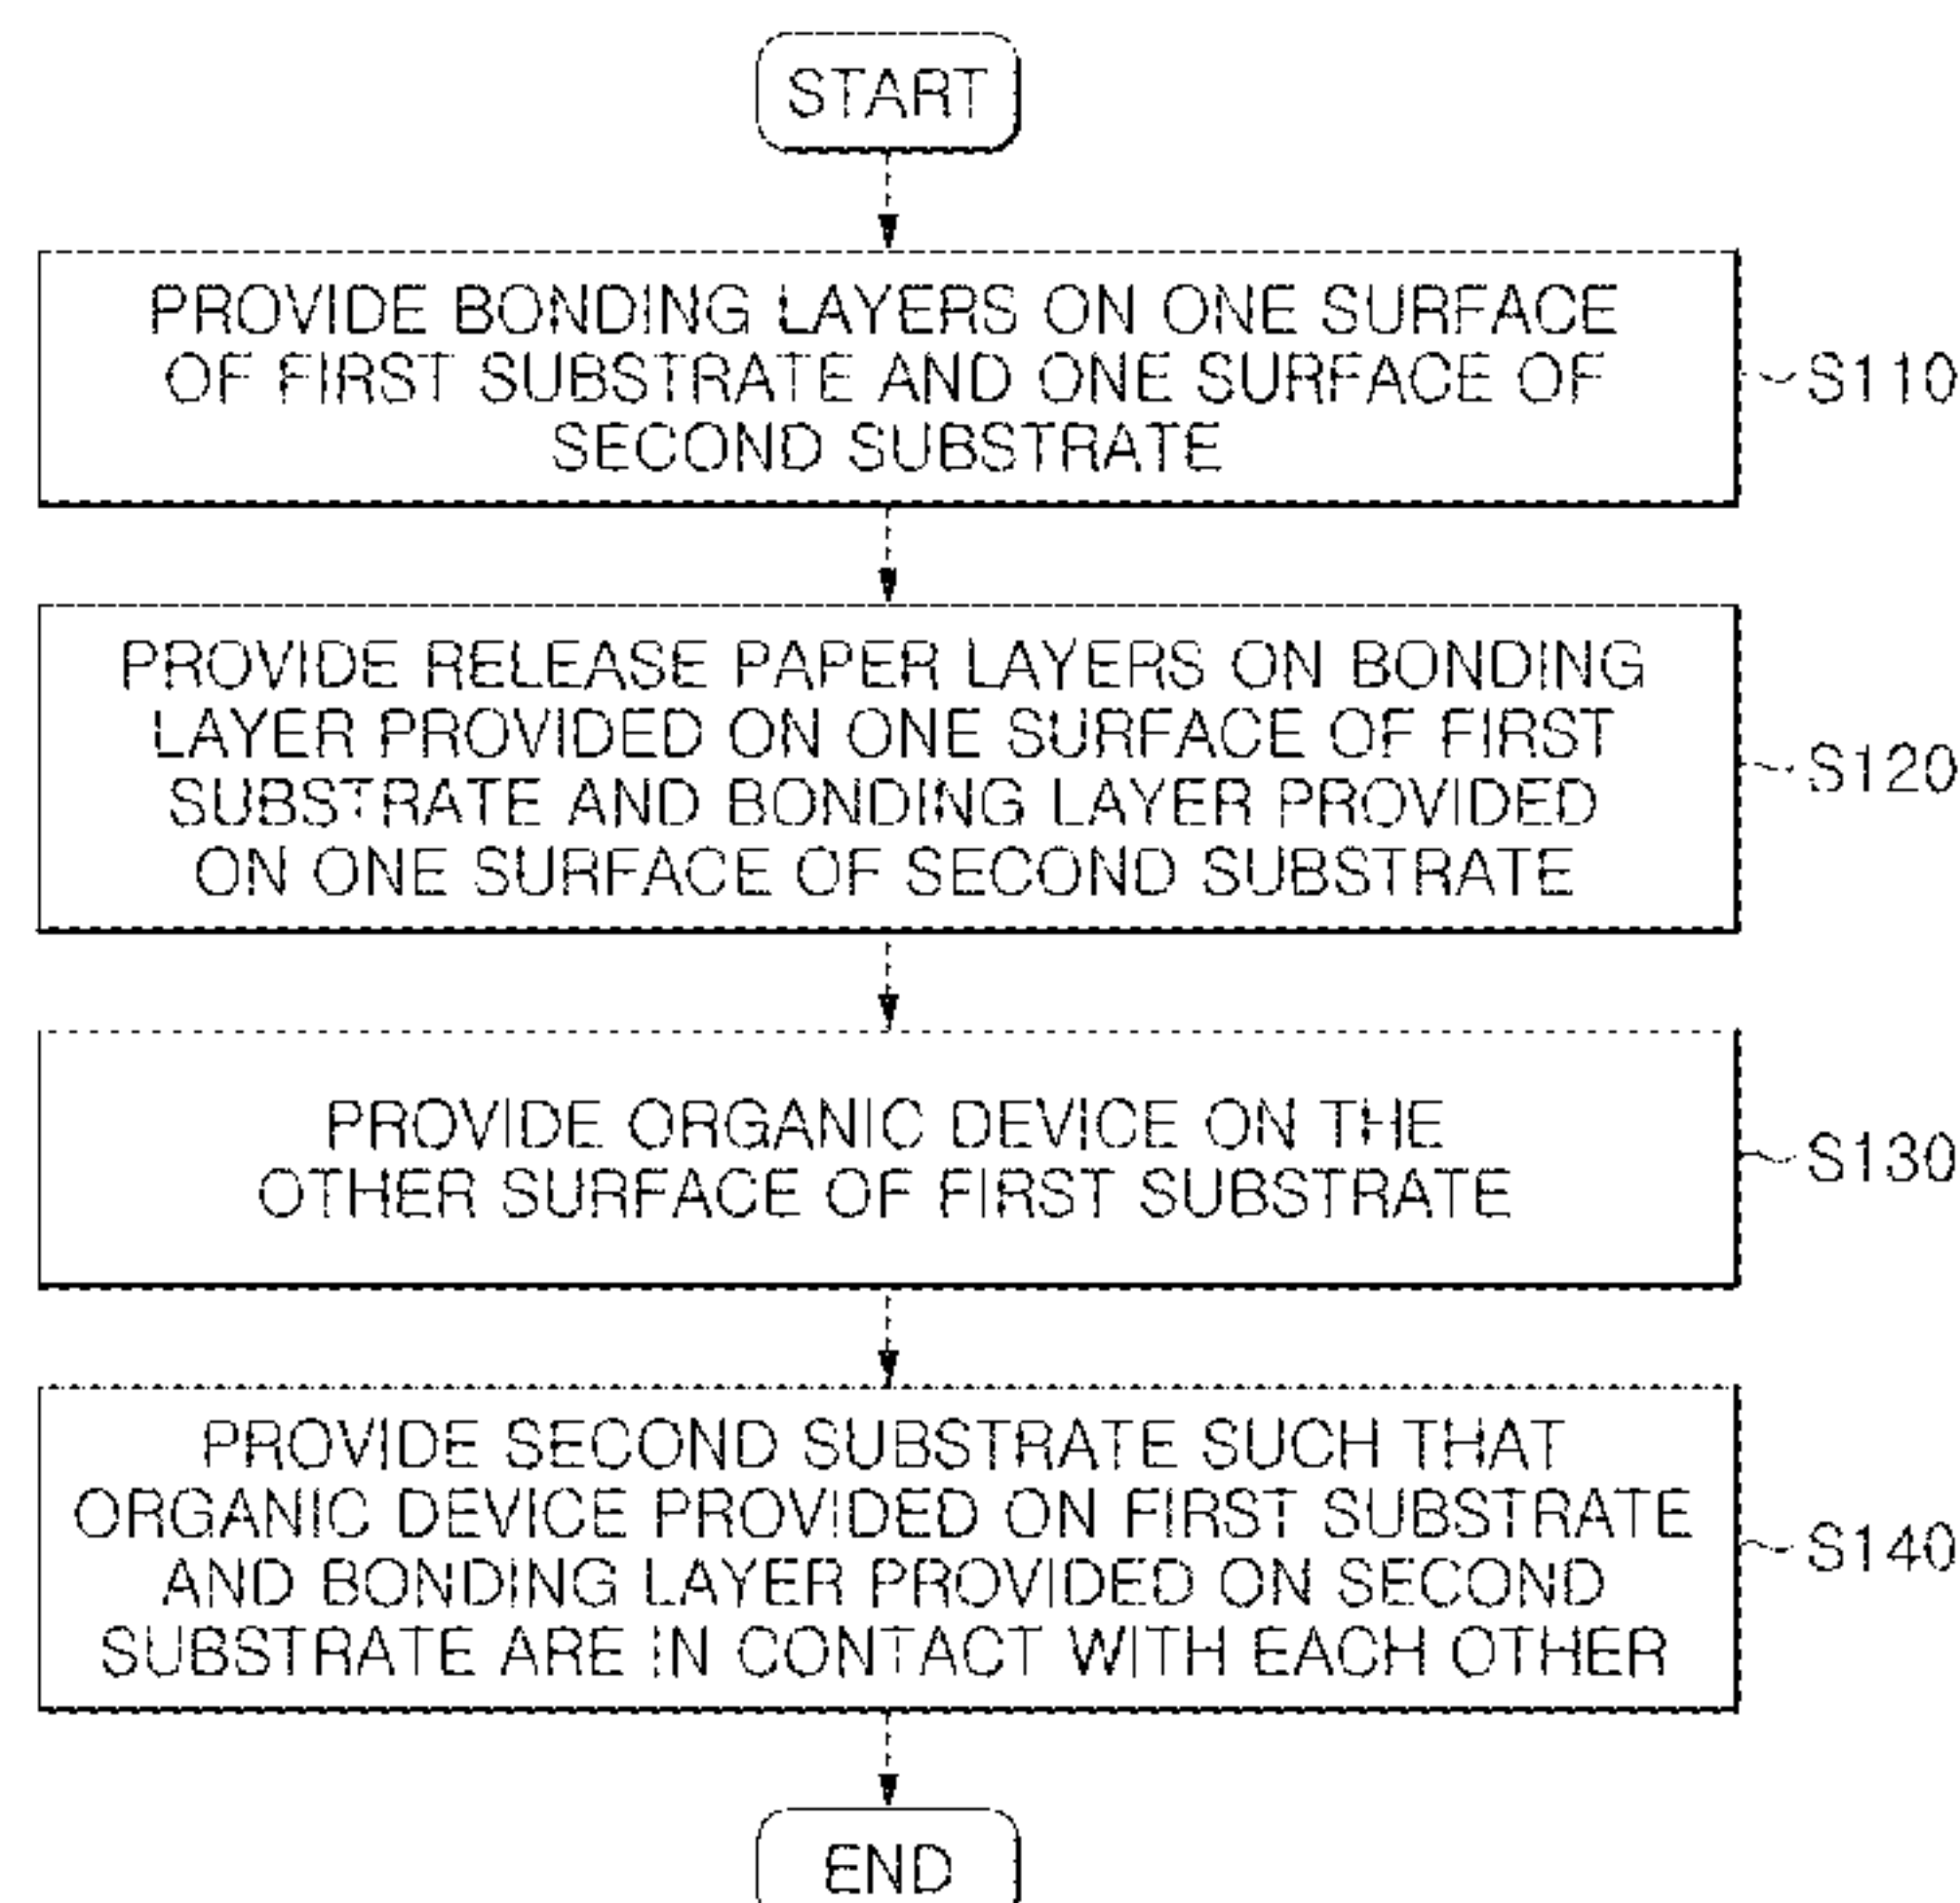 START
PROVIDE BONDING LAYERS ON ONE SURFACE
OF FIRST SUBSTRATE AND ONE SURFACE OF
SECOND SUBSTRATE
S110
PROVIDE RELEASE PAPER LAYERS ON BONDING
LAYER PROVIDED ON ONE SURFACE OF FIRST
SUBSTRATE AND BONDING LAYER PROVIDED
ON ONE SURFACE OF SECOND SUBSTRATE
S120
PROVIDE ORGANIC DEVICE ON THE
OTHER SURFACE OF FIRST SUBSTRATE
S130
PROVIDE SECOND SUBSTRATE SUCH THAT
ORGANIC DEVICE PROVIDED ON FIRST SUBSTRATE
AND BONDING LAYER PROVIDED ON SECOND
SUBSTRATE ARE IN CONTACT WITH EACH OTHER
S140
END